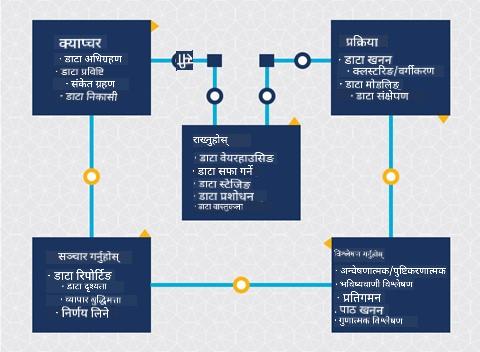 क्याप्चर
· डाटा अधिग्रहण
· डाटा प्रविष्टि
· संकेत ग्रहण
· डाटा निकासी
प्रक्रिया
· डाटा खनन
· क्लस्टरिङ/वर्गीकरण
· डाटा मोडलिङ
· डाटा संक्षेपण
राख्नुहोस्
· डाटा वेयरहाउसिङ
· डाटा सफा गर्ने
· डाटा स्टेजिङ
· डाटा प्रशोधन
· डाटा वास्तुकला
सञ्चार गर्नुहोस्
· डाटा रिपोर्टिङ
· डाटा दृश्यता
· व्यापार बुद्धिमत्ता
· निर्णय लिने
विश्लेषण गर्नुहोस्
· अन्वेषणात्मक/पुष्टिकरणात्मक
· भविष्यवाणी विश्लेषण
· प्रतिगमन
· पाठ खनन
· गुणात्मक विश्लेषण